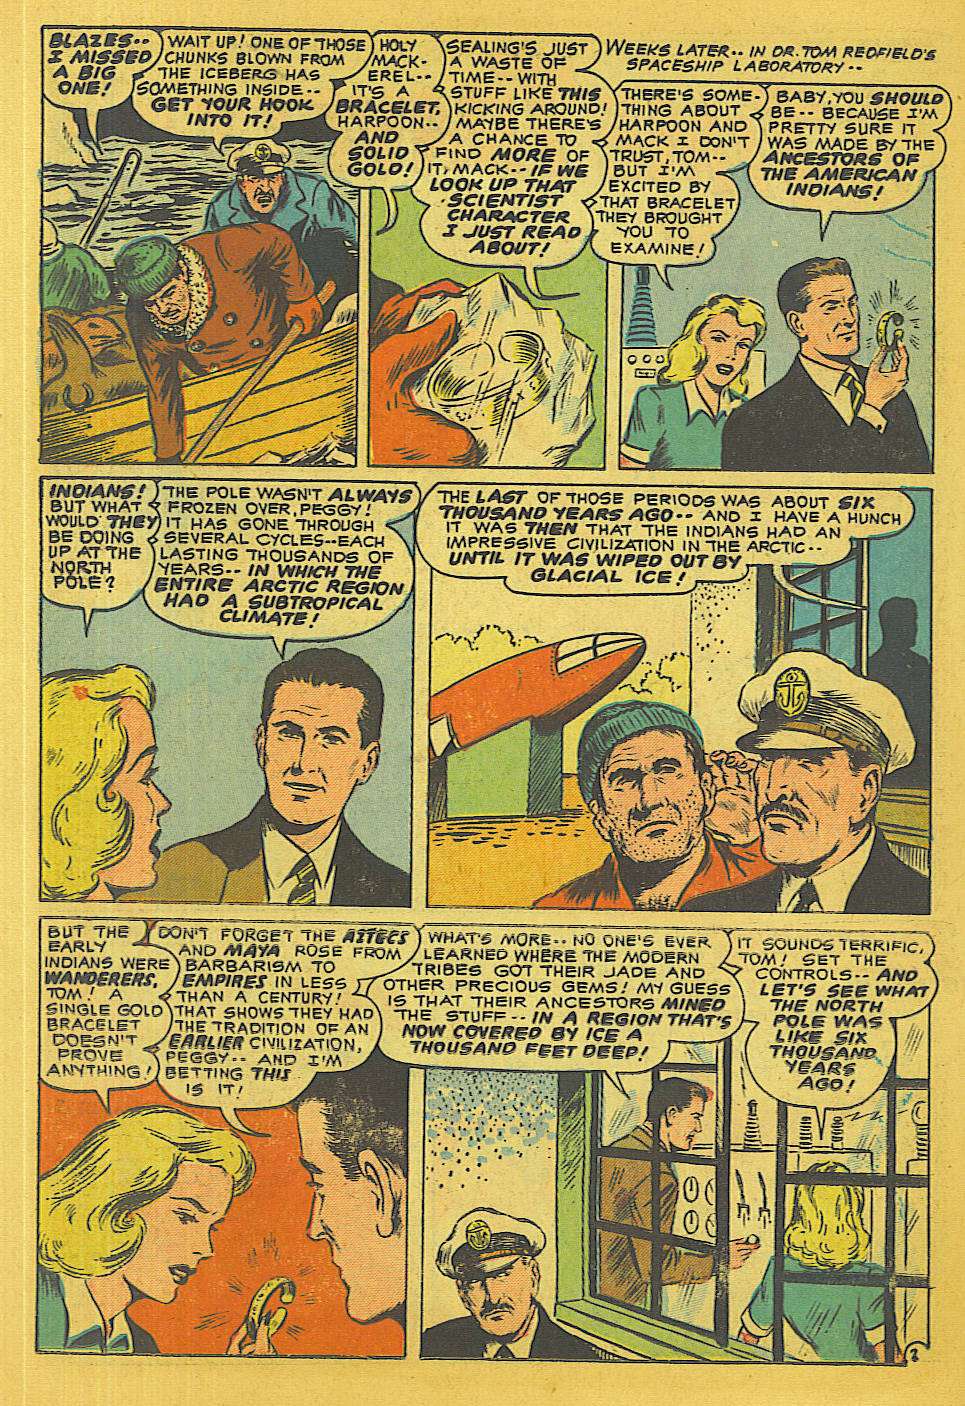 BLAZES--
I MISSED
A BIG
ONE!
WAIT UP! ONE OF THOSE
CHUNKS BLOWN FROM
THE ICEBERG HAS
SOMETHING INSIDE--
GET YOUR HOOK
INTO IT!
HOLY
MACK-
EREL--
IT'S A
BRACELET,
HARPOON--
AND
SOLID
GOLD!
SEALING'S JUST
A WASTE OF
TIME-- WITH
STUFF LIKE THIS
KICKING AROUND!
MAYBE THERE'S
A CHANCE TO
FIND MORE OF
IT, MACK-- IF WE
LOOK UP THAT
SCIENTIST
CHARACTER
I JUST READ
ABOUT!
WEEKS LATER-- IN DR. TOM REDFIELD'S
SPACESHIP LABORATORY--
THERE'S SOME-
THING ABOUT
HARPOON AND
MACK I DON'T
TRUST, TOM--
BUT I'M
EXCITED BY
THAT BRACELET
THEY BROUGHT
YOU TO
EXAMINE!
BABY, YOU SHOULD
BE-- BECAUSE I'M
PRETTY SURE IT
WAS MADE BY THE
ANCESTORS OF
THE AMERICAN
INDIANS!
INDIANS!
BUT WHAT
WOULD THEY
BE DOING
UP AT THE
NORTH
POLE?
THE POLE WASN'T ALWAYS
FROZEN OVER, PEGGY!
IT HAS GONE THROUGH
SEVERAL CYCLES--EACH
LASTING THOUSANDS OF
YEARS-- IN WHICH THE
ENTIRE ARCTIC REGION
HAD A SUBTROPICAL
CLIMATE!
THE LAST OF THOSE PERIODS WAS ABOUT SIX
THOUSAND YEARS AGO-- AND I HAVE A HUNCH
IT WAS THEN THAT THE INDIANS HAD AN
IMPRESSIVE CIVILIZATION IN THE ARCTIC--
UNTIL IT WAS WIPED OUT BY
GLACIAL ICE!
BUT THE
EARLY
INDIANS WERE
WANDERERS,
TOM! A
SINGLE GOLD
BRACELET
DOESN'T
PROVE
ANYTHING!
DON'T FORGET THE AZTECS
AND MAYA ROSE FROM
BARBARISM TO
EMPIRES IN LESS
THAN A CENTURY!
THAT SHOWS THEY HAD
THE TRADITION OF AN
EARLIER CIVILIZATION,
PEGGY-- AND I'M
BETTING THIS
IS IT!
WHAT'S MORE-- NO ONE'S EVER
LEARNED WHERE THE MODERN
TRIBES GOT THEIR JADE AND
OTHER PRECIOUS GEMS! MY GUESS
IS THAT THEIR ANCESTORS MINED
THE STUFF-- IN A REGION THAT'S
NOW COVERED BY ICE A
THOUSAND FEET DEEP!
IT SOUNDS TERRIFIC,
TOM! SET THE
CONTROLS-- AND
LET'S SEE WHAT
THE NORTH
POLE WAS
LIKE SIX
THOUSAND
YEARS
AGO!